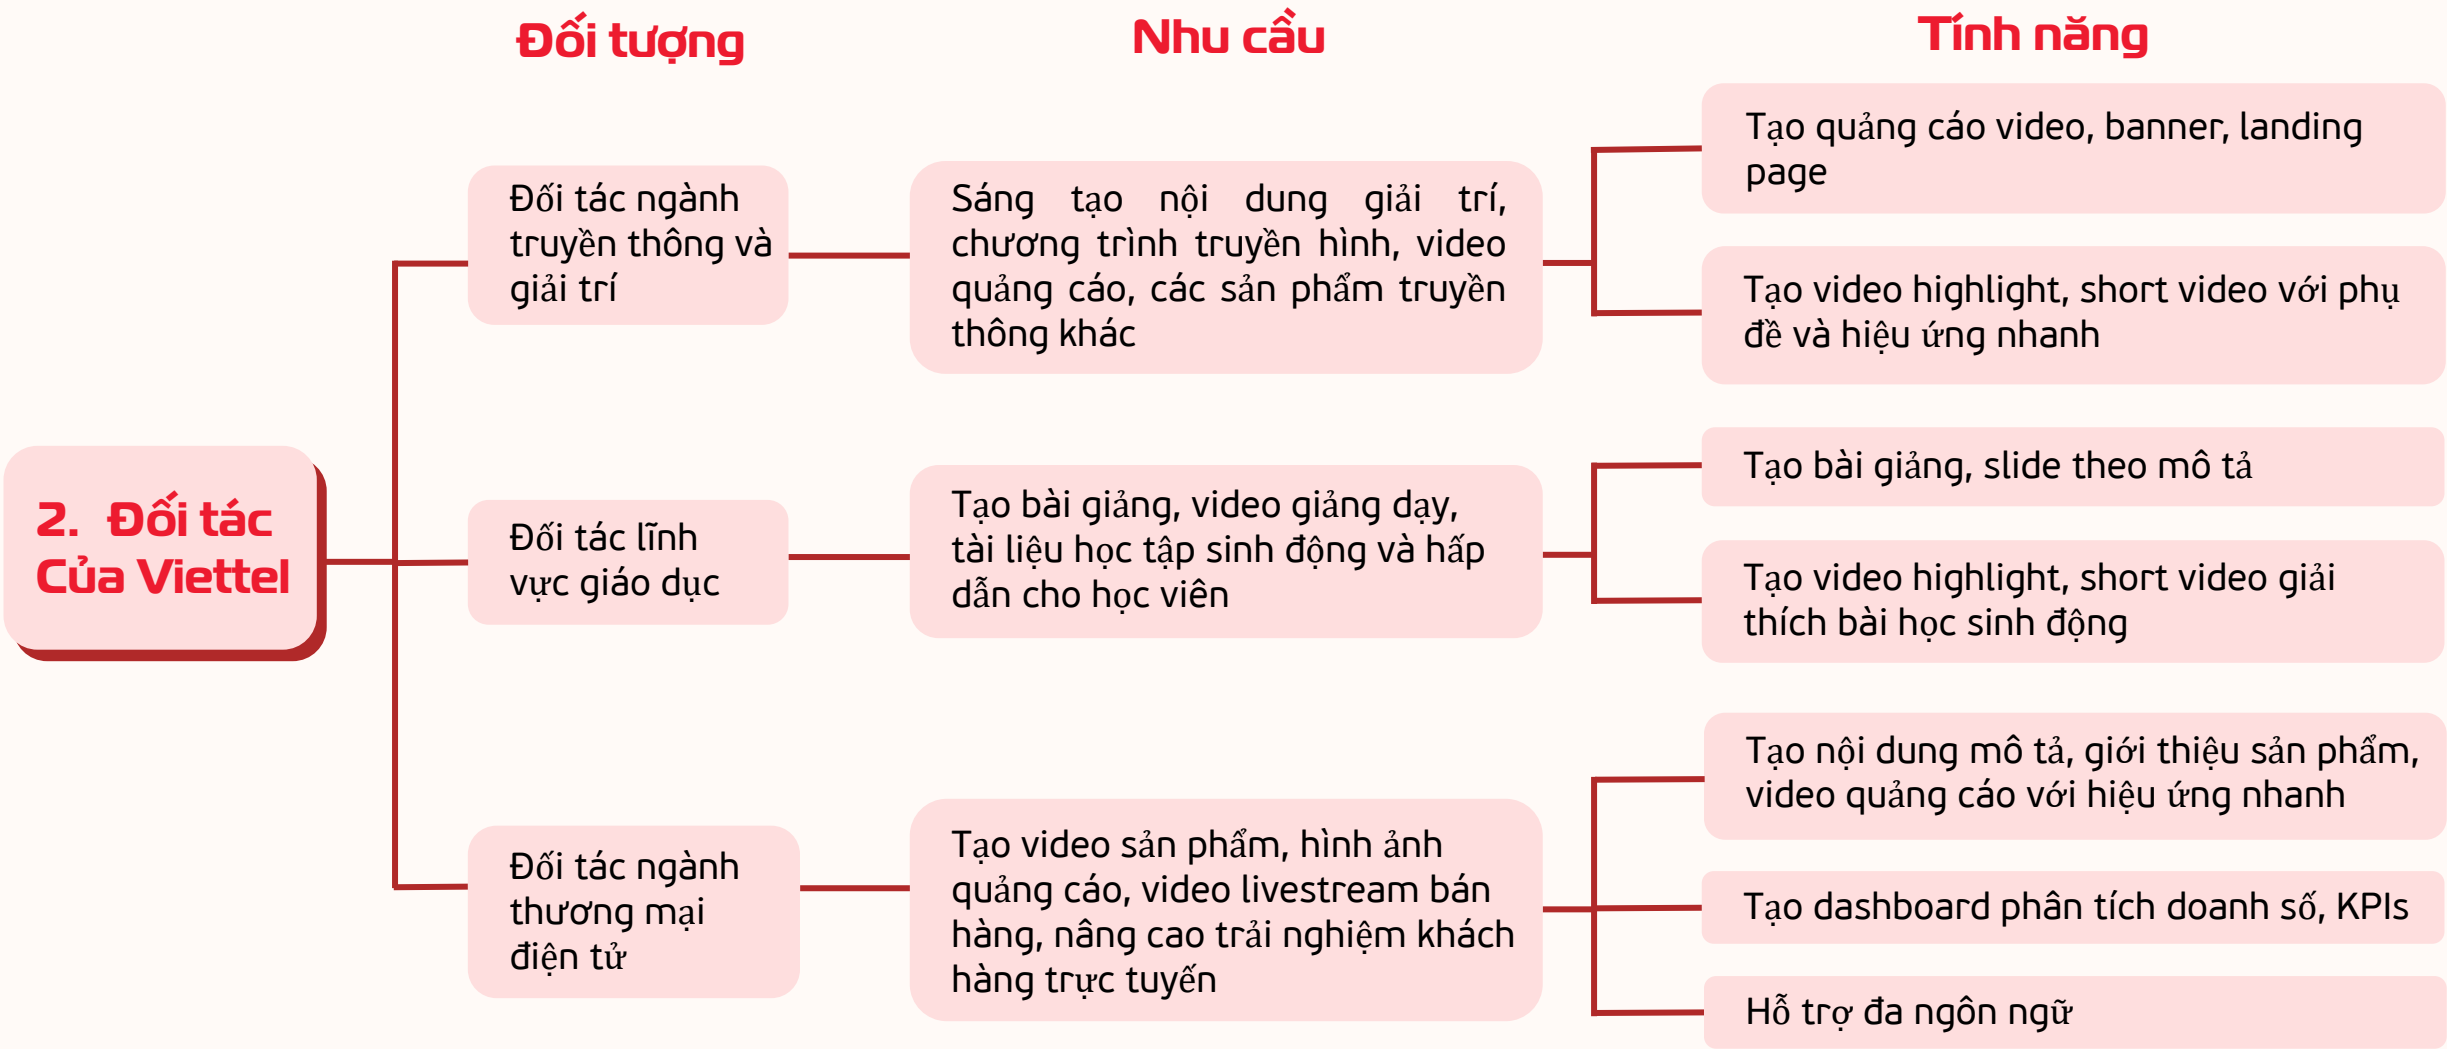 Đối tượng
Nhu cầu
Tính năng
2. Đối tác
Của Viettel
Đối tác ngành
truyền thông và
giải trí
Sáng tạo nội dung giải trí,
chương trình truyền hình, video
quảng cáo, các sản phẩm truyền
thông khác
Tạo quảng cáo video, banner, landing
page
Tạo video highlight, short video với phụ
đề và hiệu ứng nhanh
Đối tác lĩnh
vực giáo dục
Tạo bài giảng, video giảng dạy,
tài liệu học tập sinh động và hấp
dẫn cho học viên
Tạo bài giảng, slide theo mô tả
Tạo video highlight, short video giải
thích bài học sinh động
Đối tác ngành
thương mại
điện tử
Tạo video sản phẩm, hình ảnh
quảng cáo, video livestream bán
hàng, nâng cao trải nghiệm khách
hàng trực tuyến
Tạo nội dung mô tả, giới thiệu sản phẩm,
video quảng cáo với hiệu ứng nhanh
Tạo dashboard phân tích doanh số, KPIs
Hỗ trợ đa ngôn ngữ